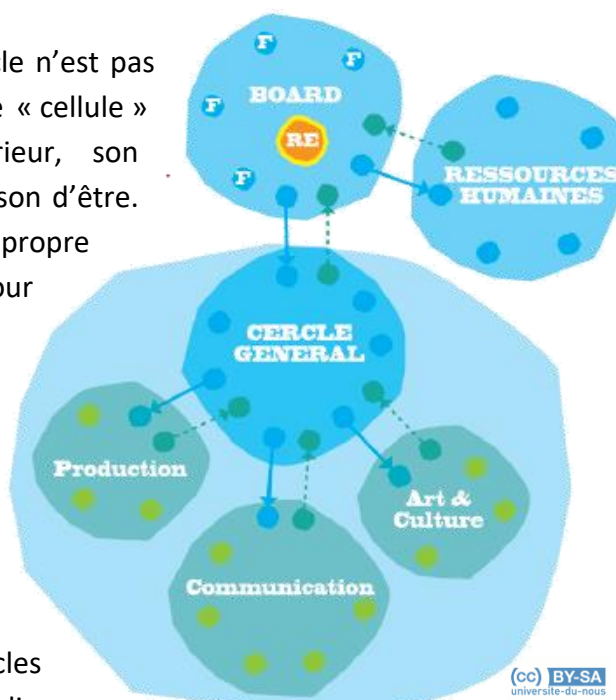 cle n’est pas
« cellule »
rieur, son
son d’être.
propre
our
F
F
BOARD
F
RE
F
RESSOURCES
HUMAINES
CERCLE
GENERAL
Production
Art &
Culture
Communication
cles
(cc) BY-SA
universite-du-nous